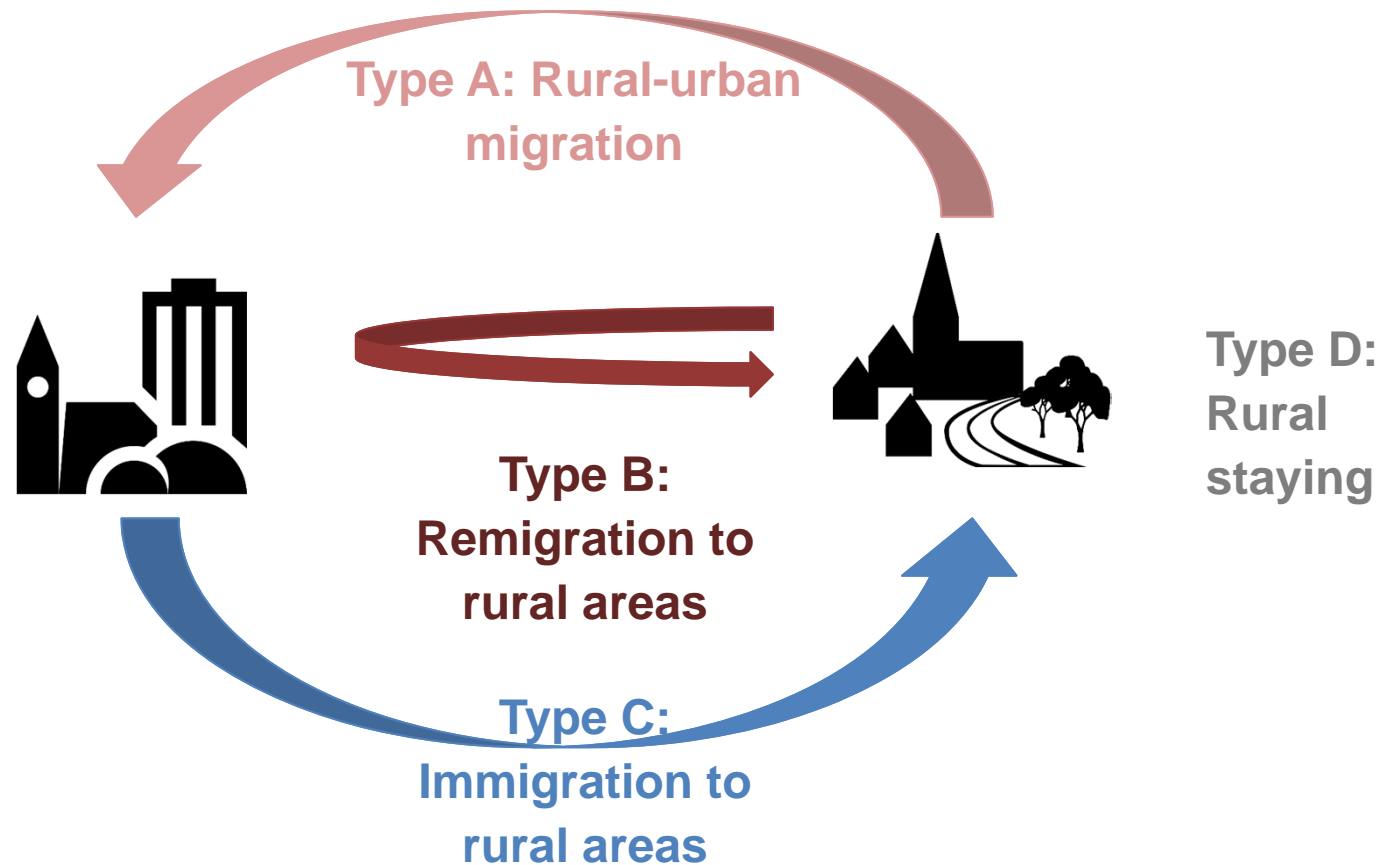 Type A: Rural-urban
migration
Type D:
Rural
staying
Type B:
Remigration to
rural areas
Type C:
Immigration to
rural areas